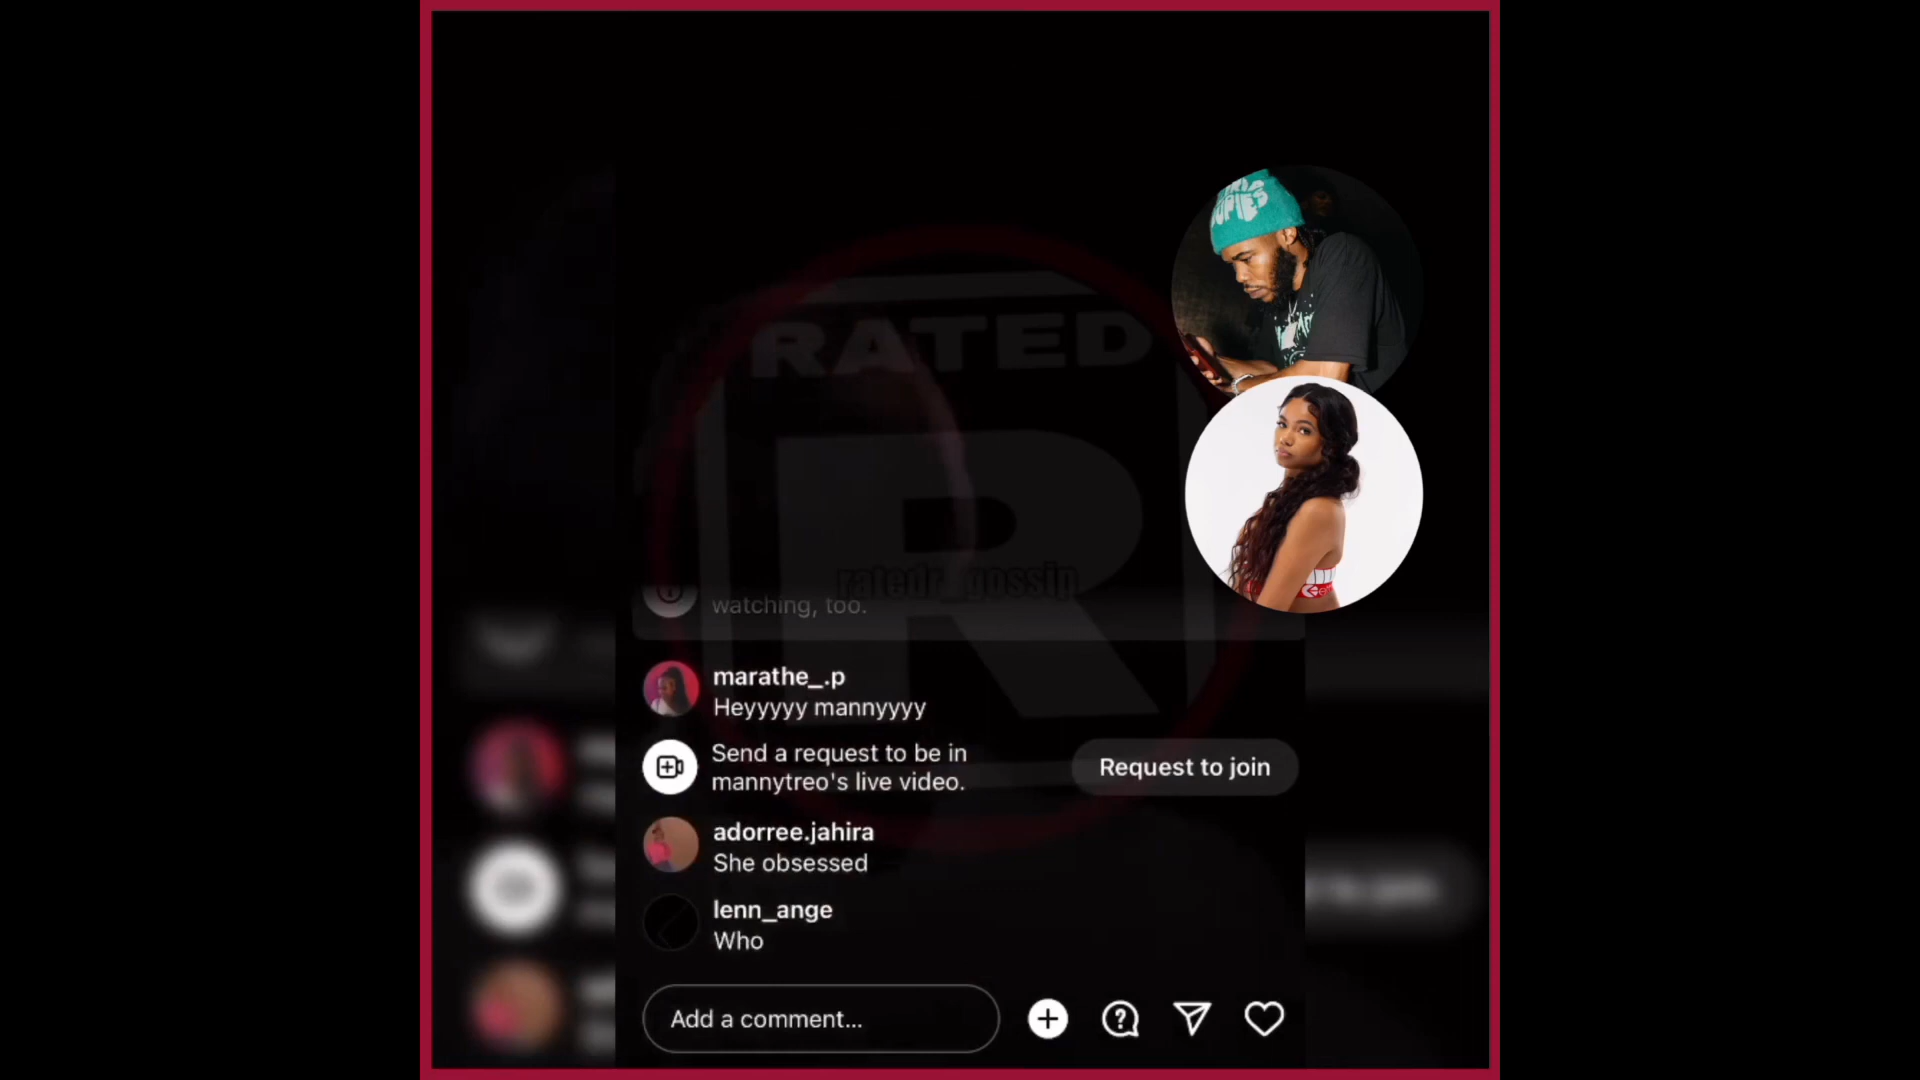 RATED
R
ratedr_gossip
watching, too.
marathe_.p
Heyyyyy mannyyyy
Send a request to be in
mannytreo's live video.
Request to join
adorree.jahira
She obsessed
lenn_ange
Who
Add a comment...